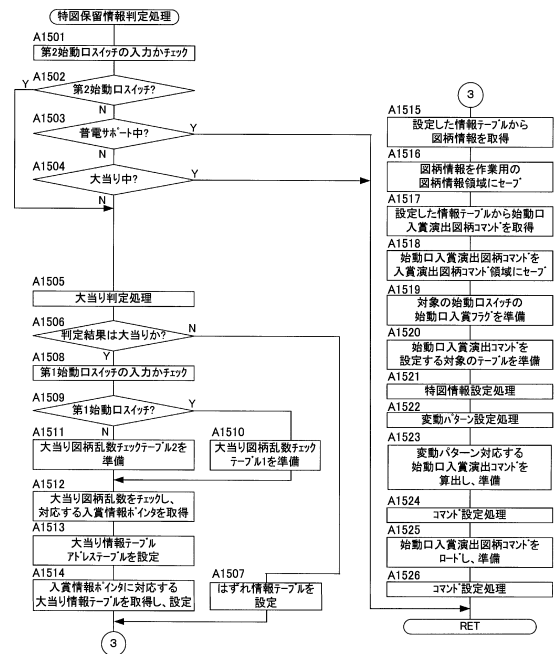 特図保留情報判定処理
A1501
第2始動口スイッチの入力かチェック
A1502
Y
第2始動口スイッチ?
N
A1503
普電サポート中?
Y
N
A1504
大当り中?
Y
N
A1505
大当り判定処理
A1506
判定結果は大当りか?
N
Y
A1508
第1始動口スイッチの入力かチェック
A1509
第1始動口スイッチ?
Y
N
A1511
大当り図柄乱数チェックテーブル2を
準備
A1510
大当り図柄乱数チェック
テーブル1を準備
A1512
大当り図柄乱数をチェックし、
対応する入賞情報ポインタを取得
A1513
大当り情報テーブル
アドレステーブルを設定
A1514
入賞情報ポインタに対応する
大当り情報テーブルを取得し、設定
A1507
はずれ情報テーブルを
設定
3
3
A1515
設定した情報テーブルから
図柄情報を取得
A1516
図柄情報を作業用の
図柄情報領域にセーブ
A1517
設定した情報テーブルから始動口
入賞演出図柄コマンドを取得
A1518
始動口入賞演出図柄コマンドを
入賞演出図柄コマンド領域にセーブ
A1519
対象の始動口スイッチの
始動口入賞フラグを準備
A1520
始動口入賞演出コマンドを
設定する対象のテーブルを準備
A1521
特図情報設定処理
A1522
変動パターン設定処理
A1523
変動パターン対応する
始動口入賞演出コマンドを
算出し、準備
A1524
コマンド設定処理
A1525
始動口入賞演出図柄コマンドを
ロードし、準備
A1526
コマンド設定処理
RET